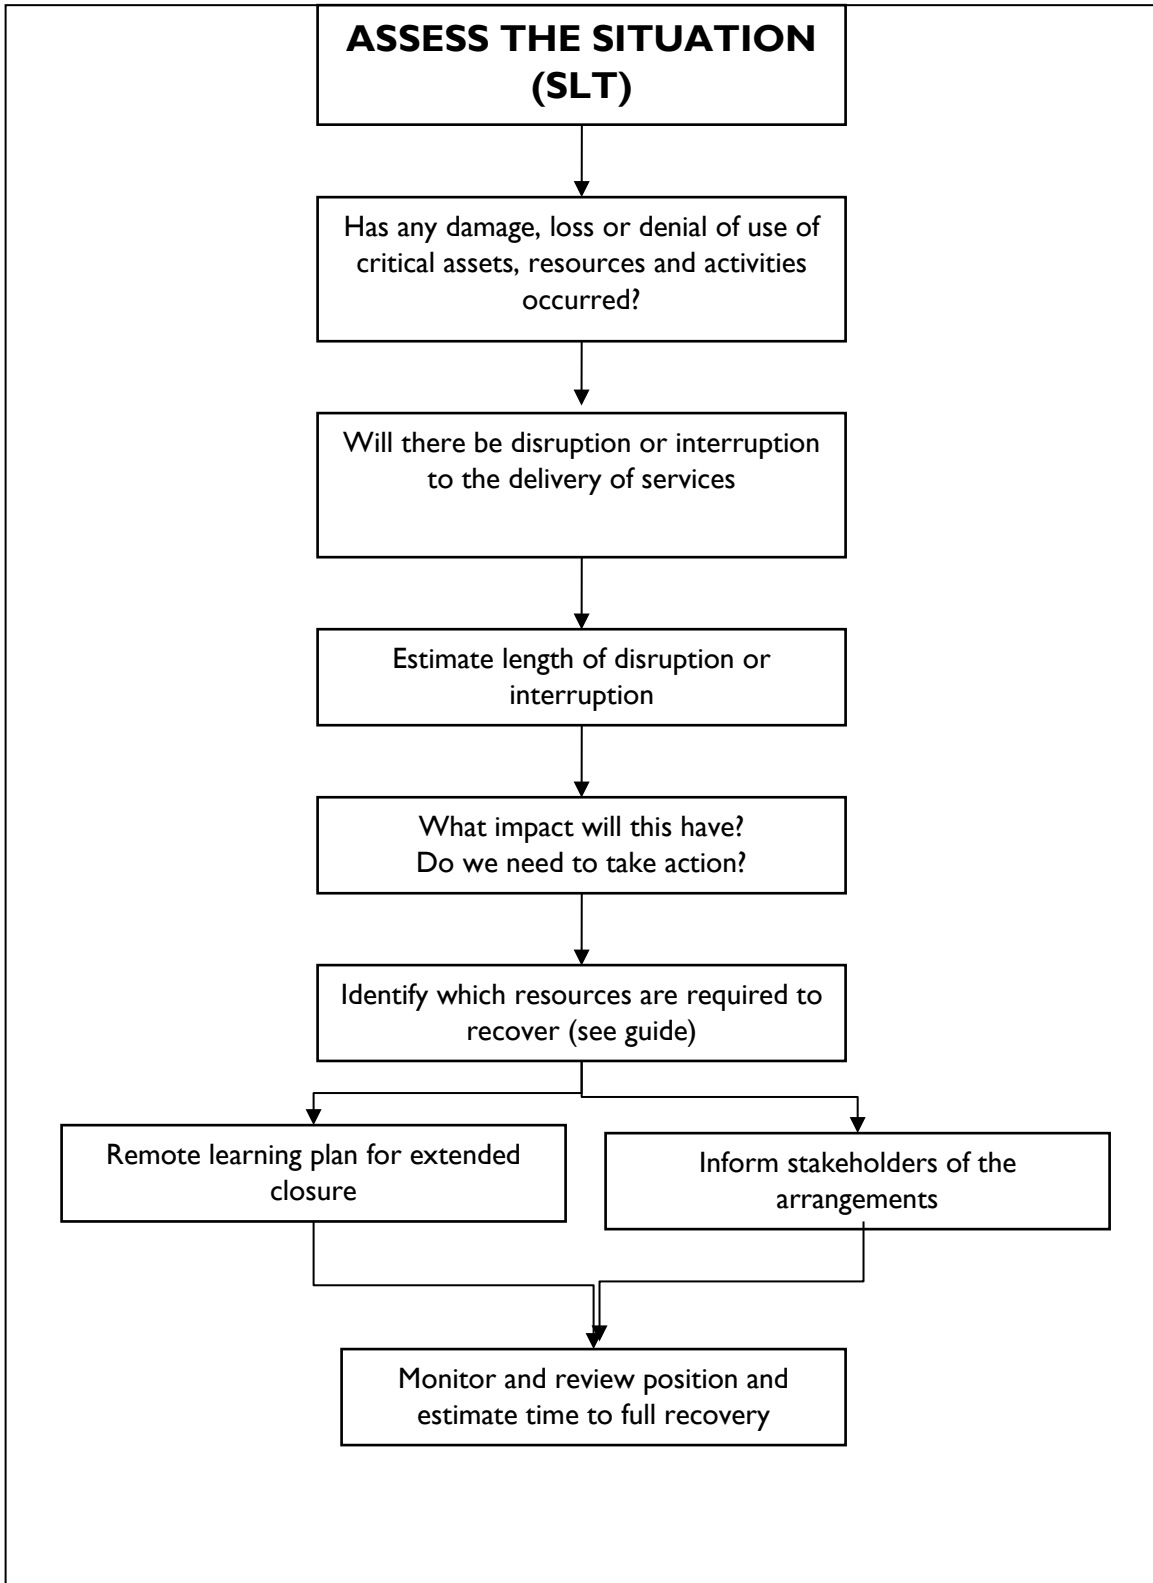 ASSESS THE SITUATION
(SLT)
Has any damage, loss or denial of use of
critical assets, resources and activities
occurred?
Will there be disruption or interruption
to the delivery of services
Estimate length of disruption or
interruption
What impact will this have?
Do we need to take action?
Identify which resources are required to
recover (see guide)
Remote learning plan for extended
closure
Inform stakeholders of the
arrangements
Monitor and review position and
estimate time to full recovery